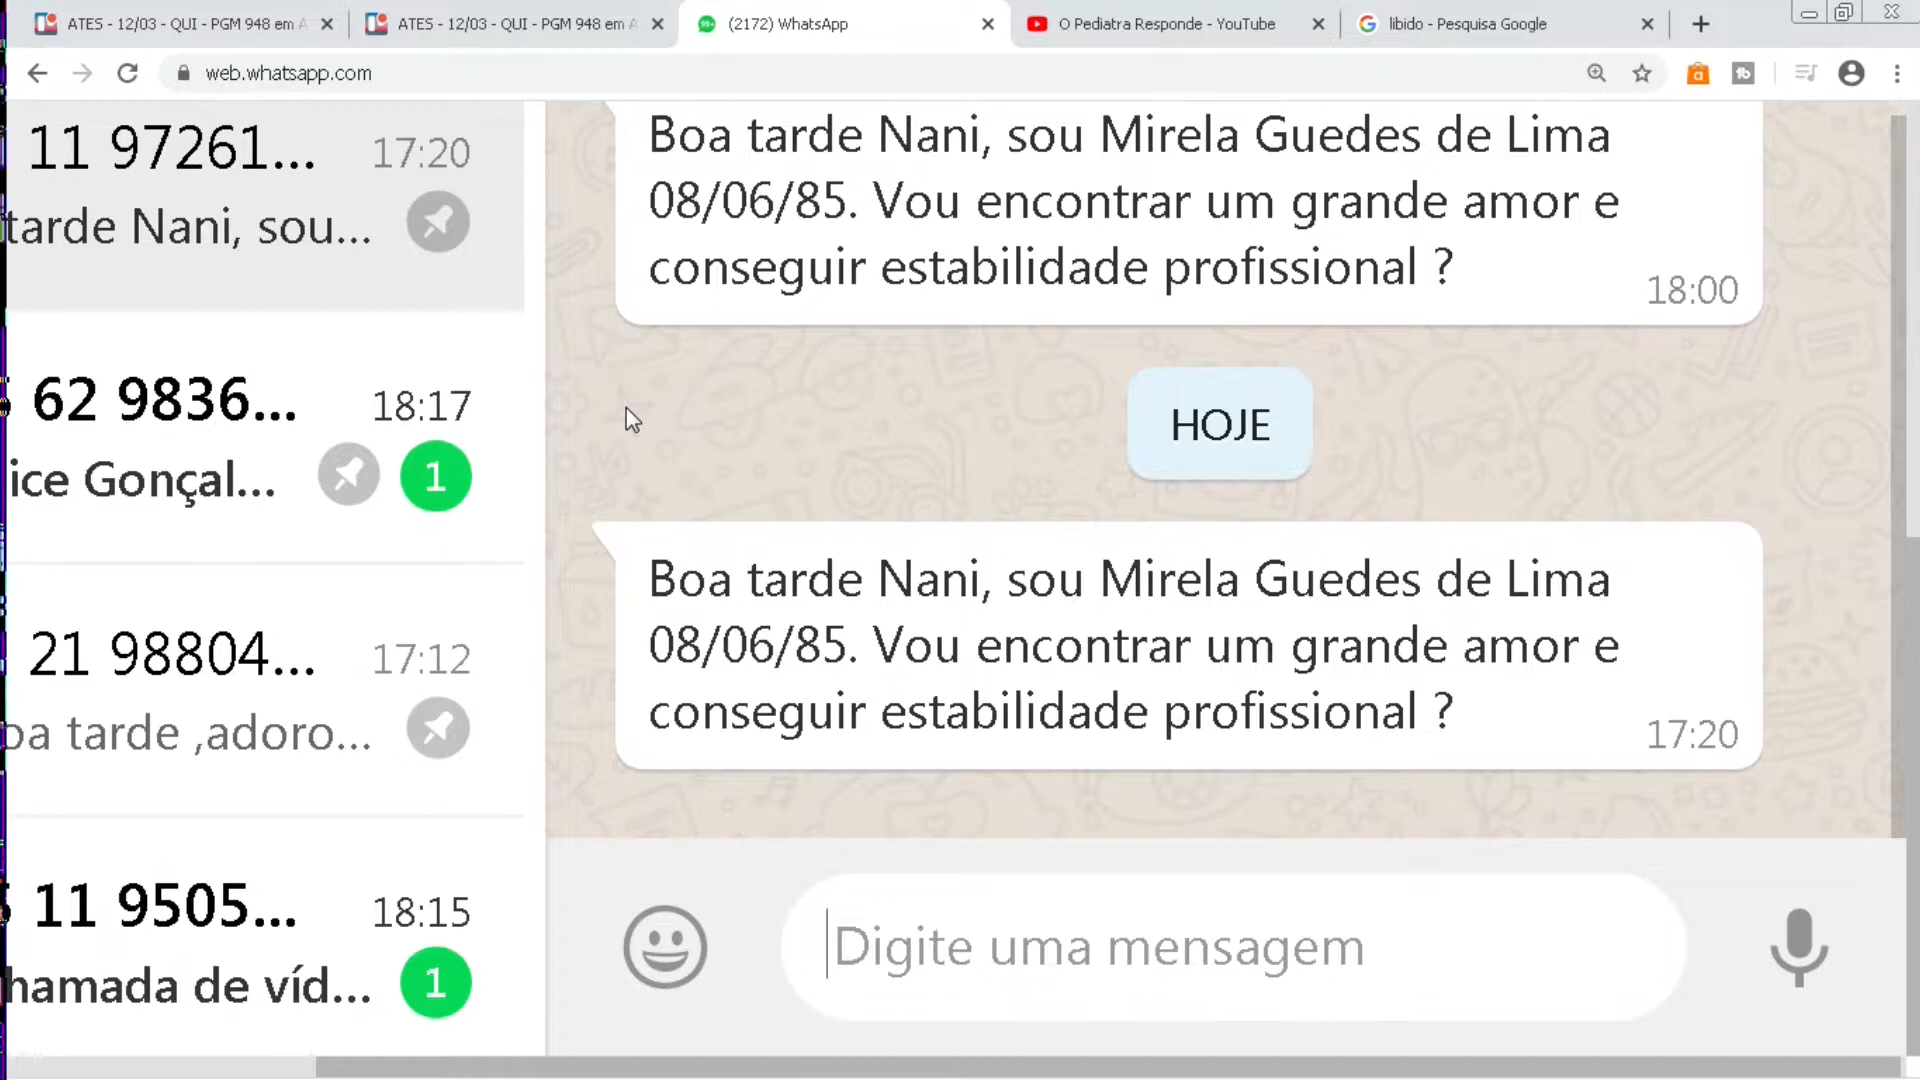 ATES - 12/03 - QUI - PGM 948 em A
ATES - 12/03 - QUI - PGM 948 em A
(2172) WhatsApp
O Pediatra Responde - YouTube
libido - Pesquisa Google
web.whatsapp.com
11 97261... 17:20
tarde Nani, sou...
62 9836... 18:17
ice Gonçal... 1
21 98804... 17:12
oa tarde ,adoro...
11 9505... 18:15
hamada de víd... 1
Boa tarde Nani, sou Mirela Guedes de Lima
08/06/85. Vou encontrar um grande amor e
conseguir estabilidade profissional ?
18:00
HOJE
Boa tarde Nani, sou Mirela Guedes de Lima
08/06/85. Vou encontrar um grande amor e
conseguir estabilidade profissional ?
17:20
Digite uma mensagem